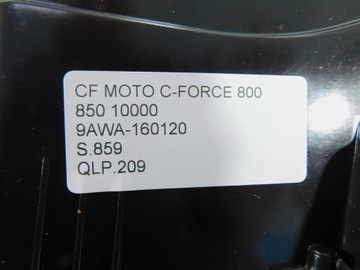 CF MOTO C-FORCE 800
850 10000
9AWA-160120
S.859
QLP.209